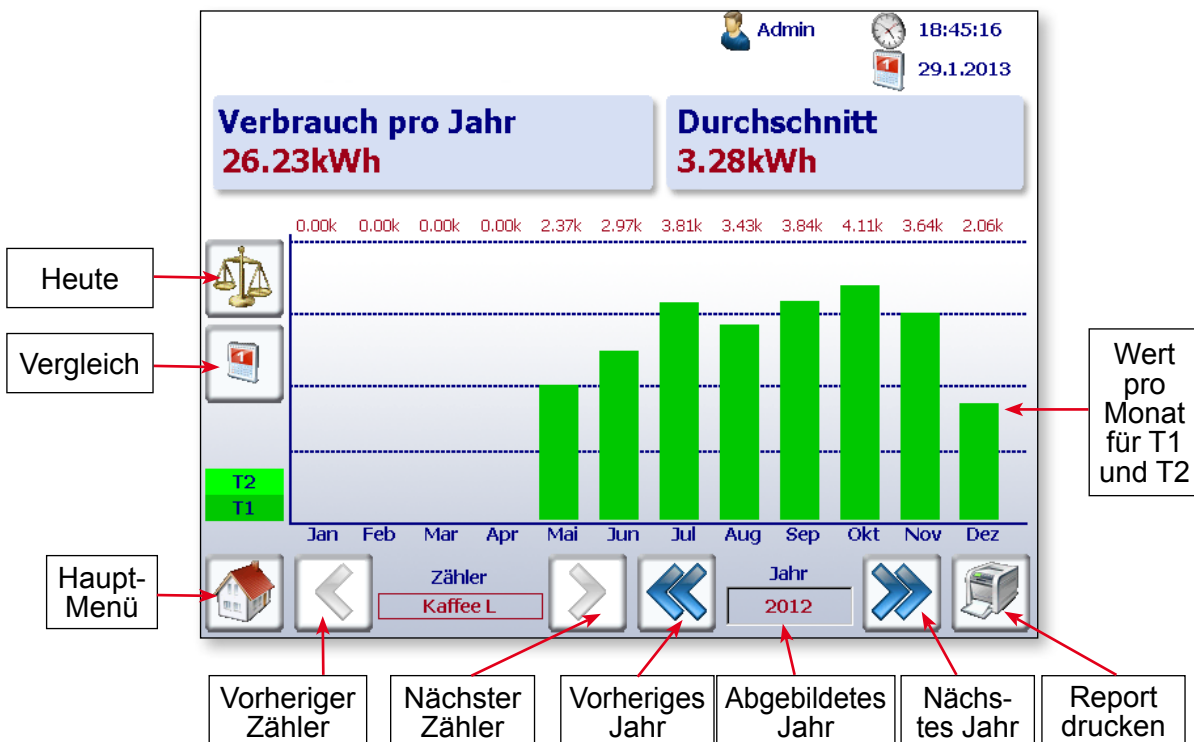 Admin
18:45:16
29.1.2013
Verbrauch pro Jahr
26.23kWh
Durchschnitt
3.28kWh
0.00k 0.00k 0.00k 0.00k 2.37k 2.97k 3.81k 3.43k 3.84k 4.11k 3.64k 2.06k
Heute
Vergleich
Wert
pro
Monat
für T1
und T2
T2
T1
Jan Feb Mar Apr Mai Jun Jul Aug Sep Okt Nov Dez
Haupt-
Menü
Zähler
Kaffee L
Jahr
2012
Vorheriger
Zähler
Nächster
Zähler
Vorheriges
Jahr
Abgebildetes
Jahr
Nächs-
tes Jahr
Report
drucken